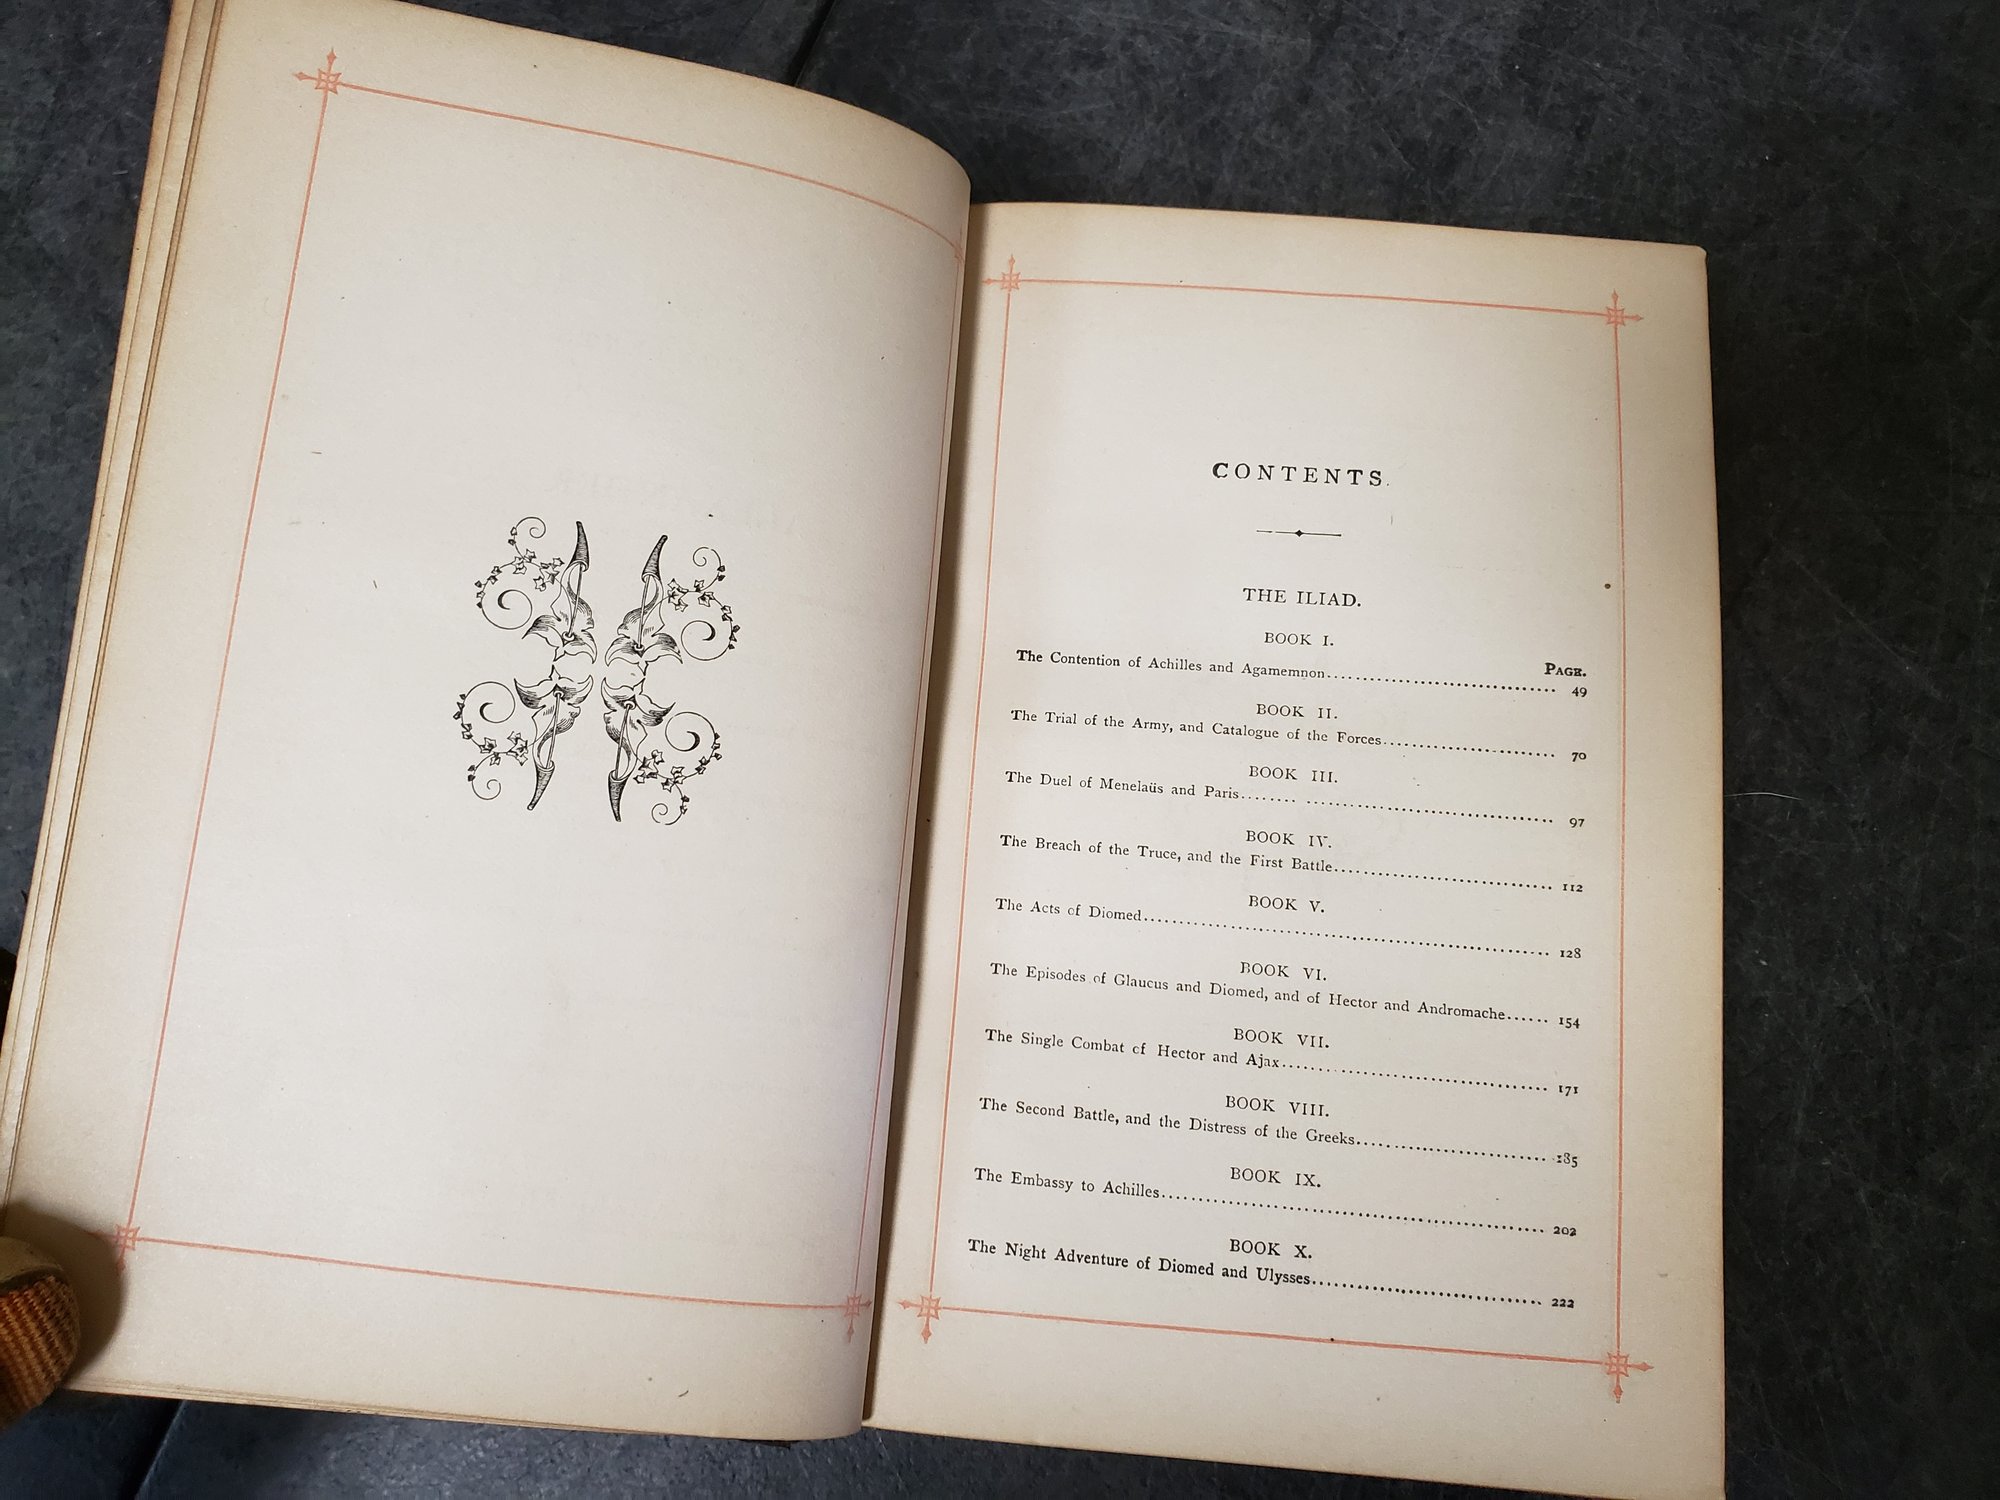 CONTENTS.
THE ILIAD.
BOOK I.
PAGE.
The Contention of Achilles and Agamemnon................................ 49
BOOK II.
The Trial of the Army, and Catalogue of the Forces........................ 70
BOOK III.
The Duel of Menelaüs and Paris........ .................................. 97
BOOK IV.
The Breach of the Truce, and the First Battle.............................. 112
BOOK V.
The Acts of Diomed....................................................... 128
BOOK VI.
The Episodes of Glaucus and Diomed, and of Hector and Andromache...... 154
BOOK VII.
The Single Combat of Hector and Ajax.................................... 171
BOOK VIII.
The Second Battle, and the Distress of the Greeks.......................... 185
BOOK IX.
The Embassy to Achilles.................................................... 202
BOOK X.
The Night Adventure of Diomed and Ulysses................................ 222